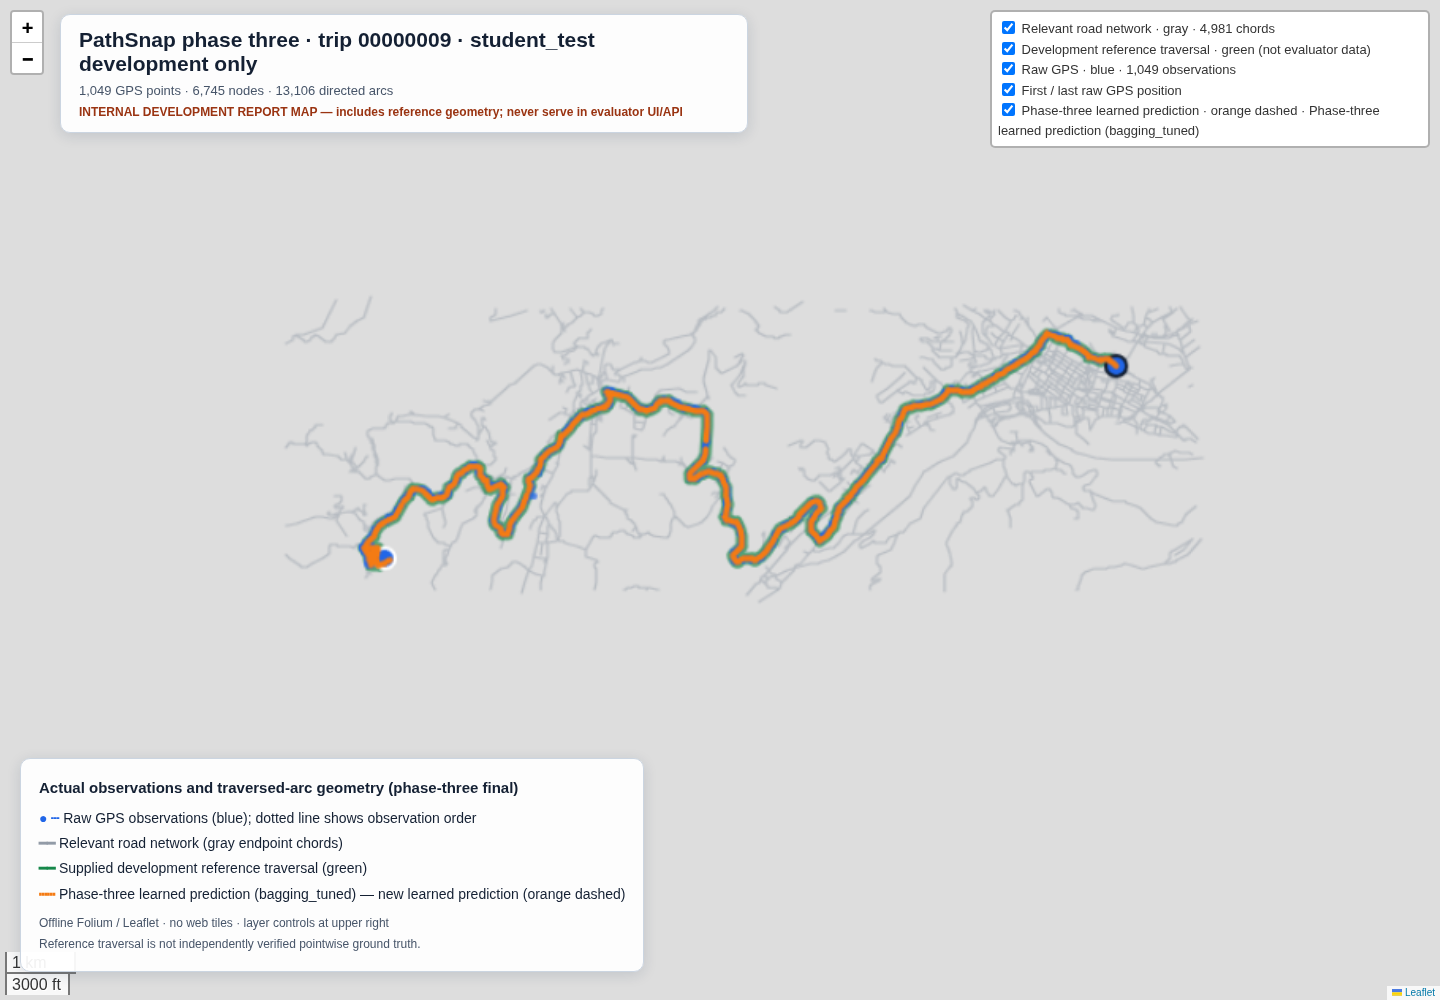 +
−
PathSnap phase three · trip 00000009 · student_test
development only
1,049 GPS points · 6,745 nodes · 13,106 directed arcs
INTERNAL DEVELOPMENT REPORT MAP — includes reference geometry; never serve in evaluator UI/API
Relevant road network · gray · 4,981 chords
Development reference traversal · green (not evaluator data)
Raw GPS · blue · 1,049 observations
First / last raw GPS position
Phase-three learned prediction · orange dashed · Phase-three
learned prediction (bagging_tuned)
Actual observations and traversed-arc geometry (phase-three final)
Raw GPS observations (blue); dotted line shows observation order
Relevant road network (gray endpoint chords)
Supplied development reference traversal (green)
Phase-three learned prediction (bagging_tuned) — new learned prediction (orange dashed)
Offline Folium / Leaflet · no web tiles · layer controls at upper right
Reference traversal is not independently verified pointwise ground truth.
1 km
3000 ft
Leaflet